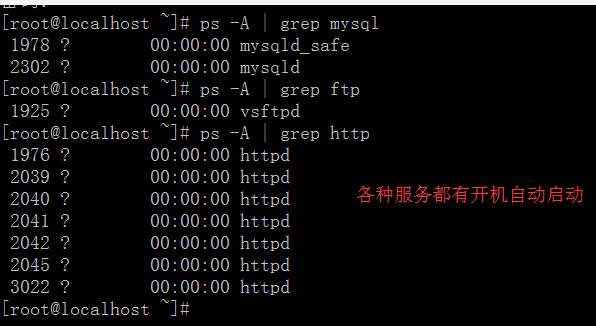 [root@localhost ~]# ps -A | grep mysql
1978 ? 00:00:00 mysqld_safe
2302 ? 00:00:00 mysqld
[root@localhost ~]# ps -A | grep ftp
1925 ? 00:00:00 vsftpd
[root@localhost ~]# ps -A | grep http
1976 ? 00:00:00 httpd
2039 ? 00:00:00 httpd
2040 ? 00:00:00 httpd
各种服务都有开机自动启动
2041 ? 00:00:00 httpd
2042 ? 00:00:00 httpd
2045 ? 00:00:00 httpd
3022 ? 00:00:00 httpd
[root@localhost ~]#